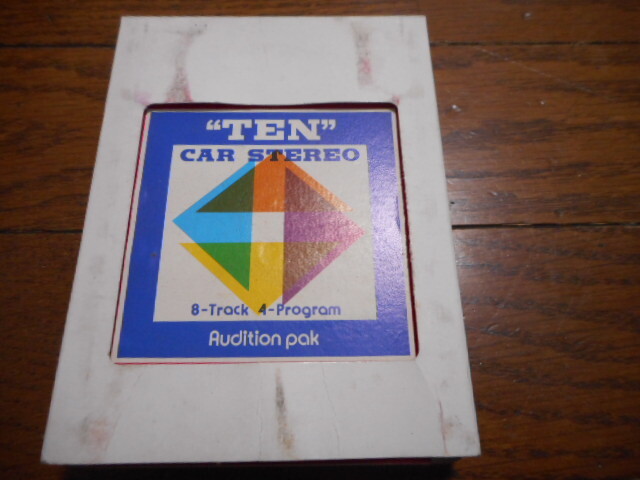 “TEN”
CAR STEREO
8-Track 4-Program
Audition pak